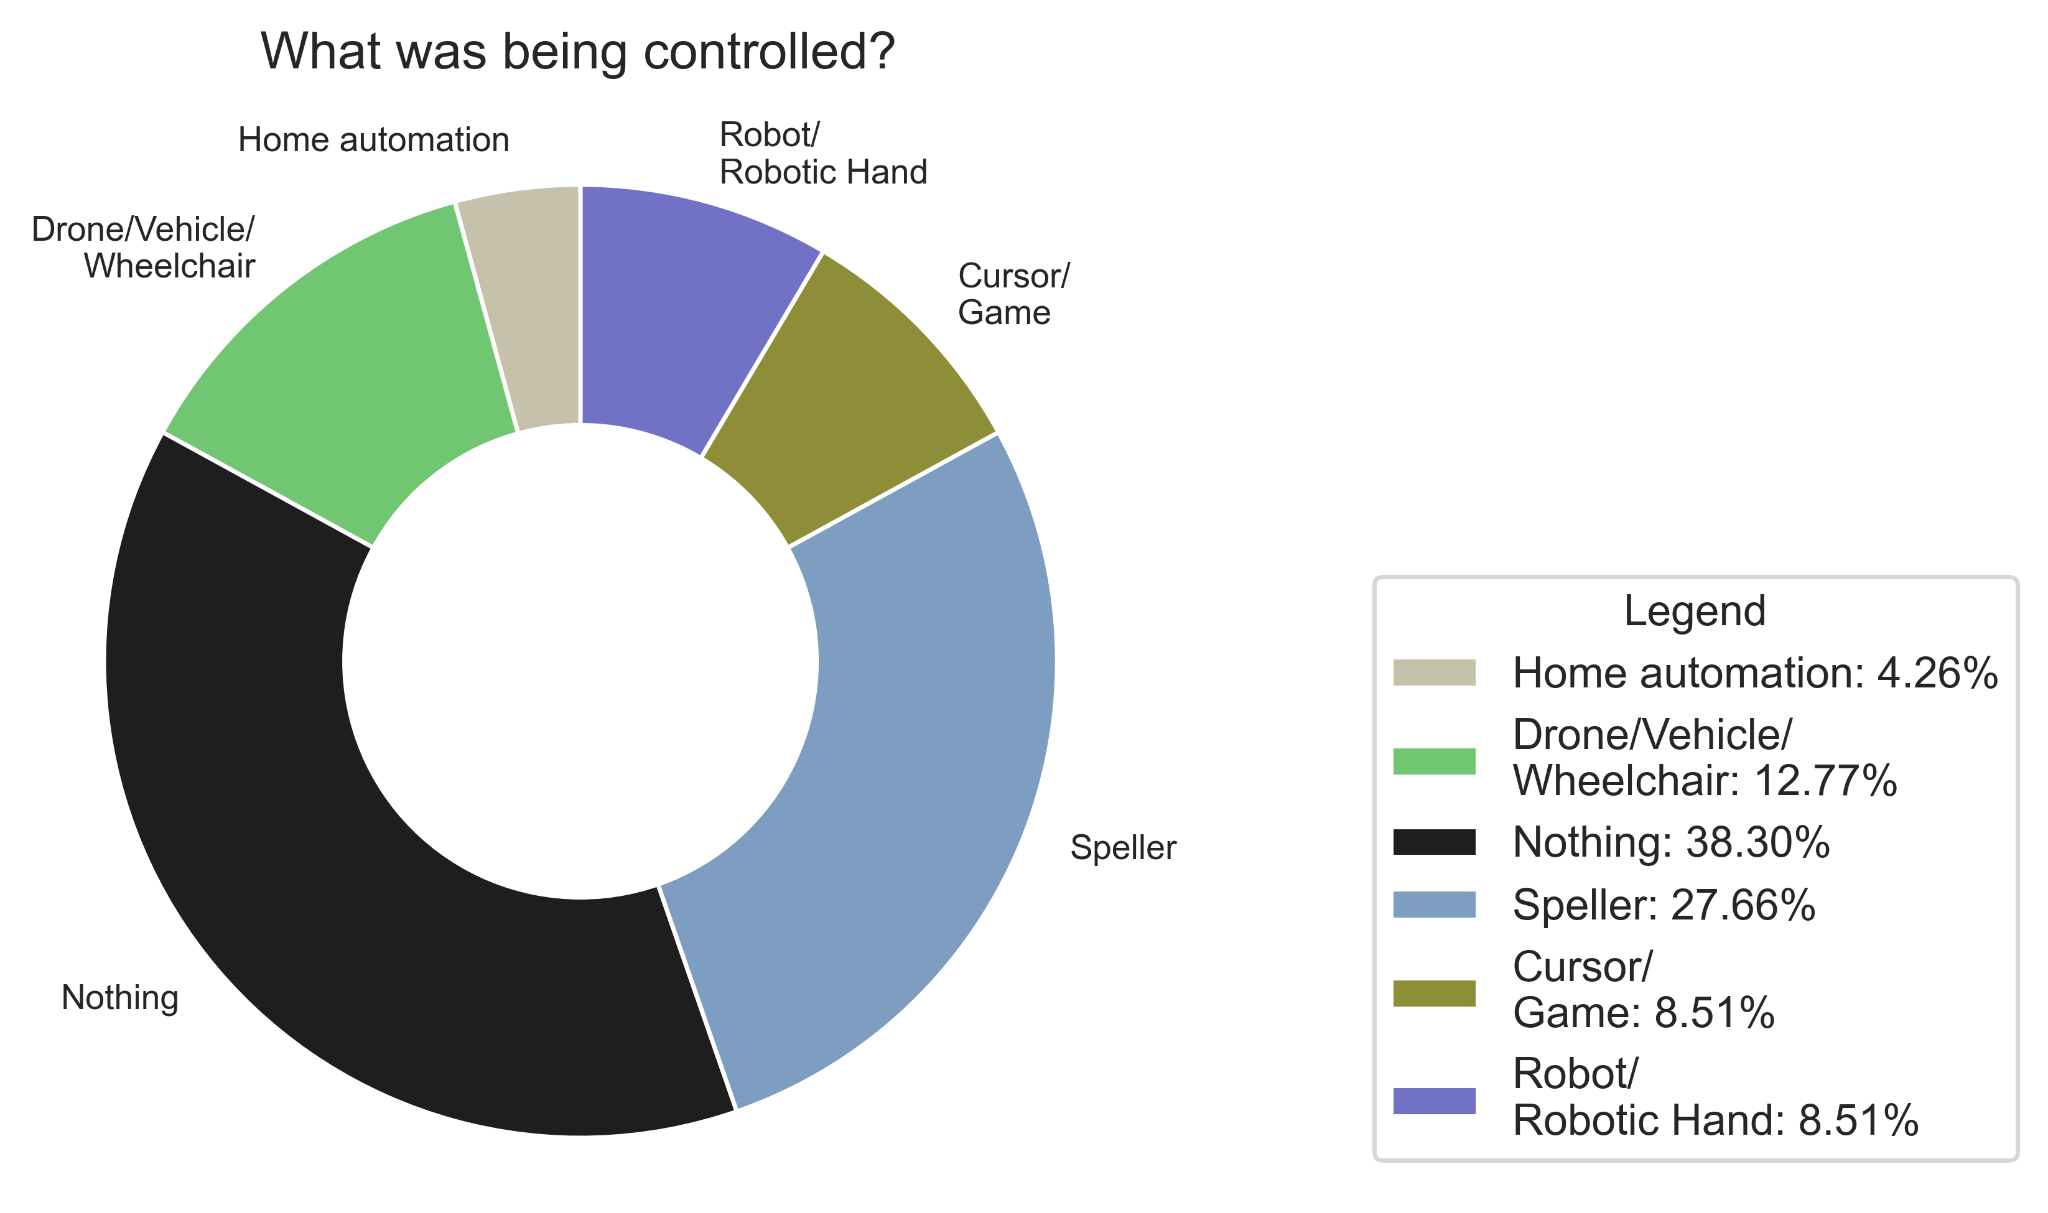 What was being controlled?
Home automation
Robot/
Robotic Hand
Drone/Vehicle/
Wheelchair
Cursor/
Game
Speller
Nothing
Legend
Home automation: 4.26%
Drone/Vehicle/
Wheelchair: 12.77%
Nothing: 38.30%
Speller: 27.66%
Cursor/
Game: 8.51%
Robot/
Robotic Hand: 8.51%